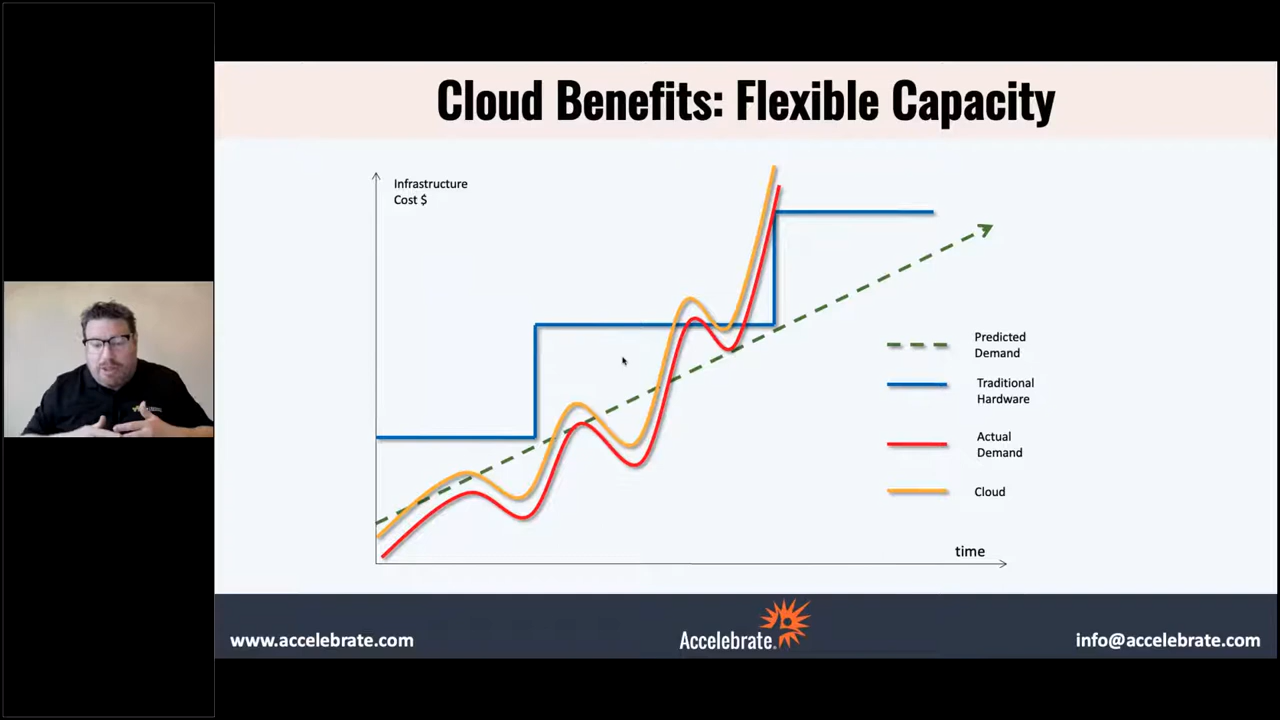 Cloud Benefits: Flexible Capacity
Infrastructure
Cost $
Predicted
Demand
Traditional
Hardware
Actual
Demand
Cloud
time
www.accelebrate.com
Accelebrate.
info@accelebrate.com